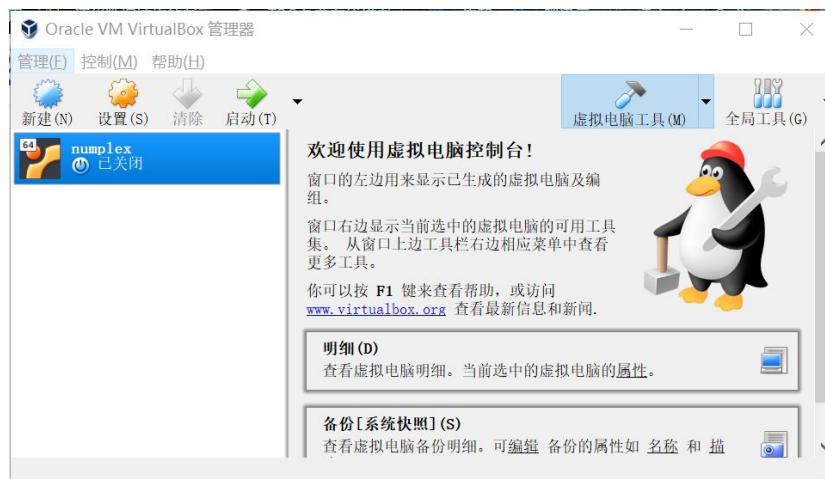 Oracle VM VirtualBox 管理器
管理(F) 控制(M) 帮助(H)
新建(N) 设置(S) 清除 启动(T) 虚拟电脑工具(M) 全局工具(G)
64 numplex
已关闭
欢迎使用虚拟电脑控制台!
窗口的左边用来显示已生成的虚拟电脑及编
组。
窗口右边显示当前选中的虚拟电脑的可用工具
集。 从窗口上边工具栏右边相应菜单中查看
更多工具。
你可以按 F1 键来查看帮助，或访问
www.virtualbox.org 查看最新信息和新闻.
明细(D)
查看虚拟电脑明细。当前选中的虚拟电脑的属性。
备份[系统快照](S)
查看虚拟电脑备份明细。可编辑 备份的属性如 名称 和 描